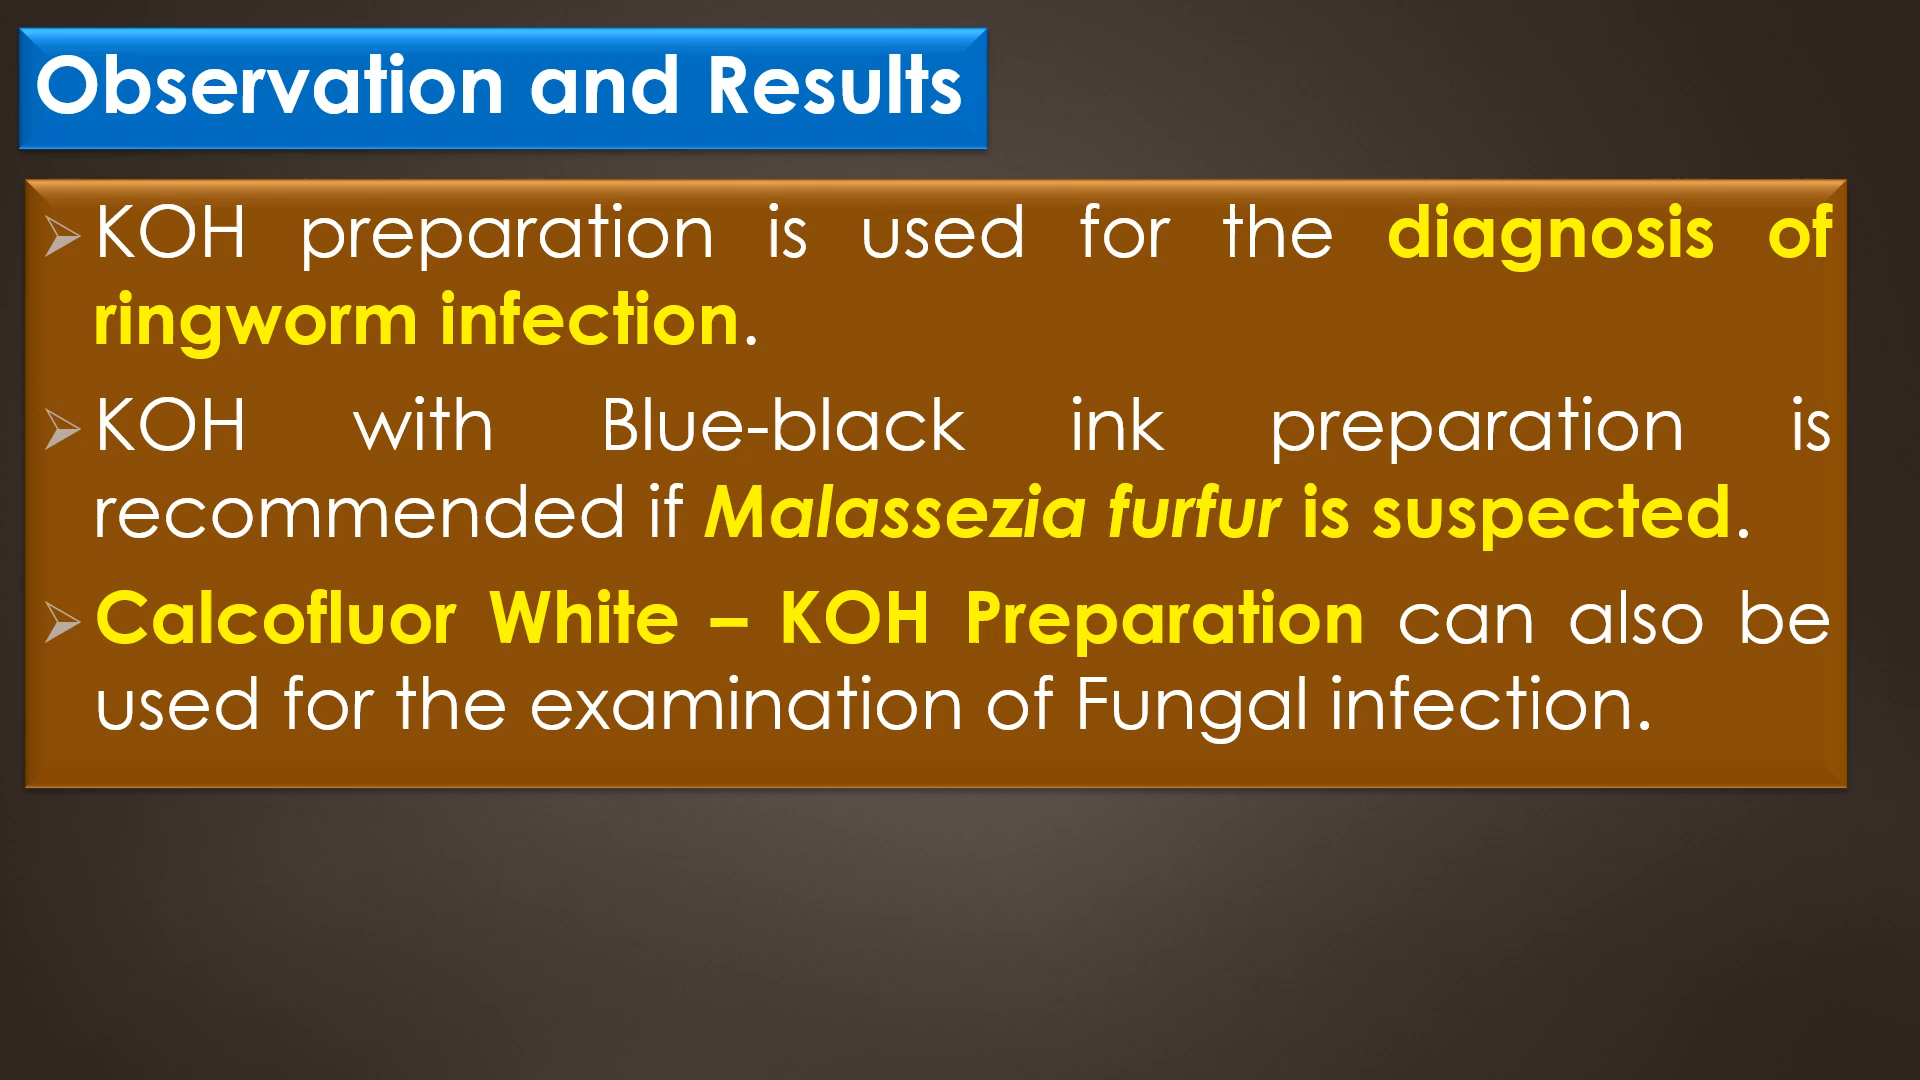 Observation and Results
KOH preparation is used for the diagnosis of
ringworm infection.
KOH with Blue-black ink preparation is
recommended if Malassezia furfur is suspected.
Calcofluor White – KOH Preparation can also be
used for the examination of Fungal infection.